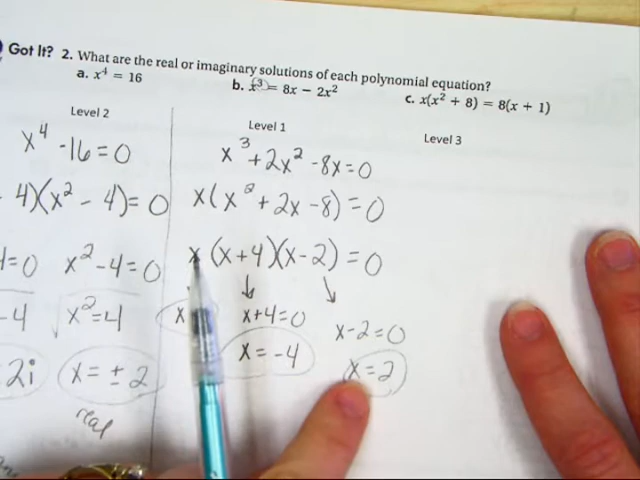 Got It? 2. What are the real or imaginary solutions of each polynomial equation?
a. x⁴ = 16
b. x³ = 8x − 2x²
c. x(x² + 8) = 8(x + 1)
Level 2
x⁴ -16=0
4)(x² - 4)= 0
=0 x²-4=0
-4 x²=4
2i x= ± 2
real
Level 1
x³ +2x² -8x=0
x(x² +2x -8)=0
x(x+4)(x-2)=0
x
x+4=0
x= -4
x-2=0
x=2
Level 3